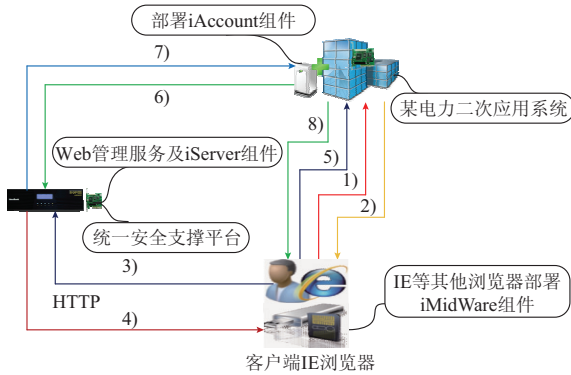 部署iAccount组件
7)
6)
某电力二次应用系统
8)
5)
1)
2)
Web管理服务及iServer组件
统一安全支撑平台
3)
HTTP
4)
IE等其他浏览器部署
iMidWare组件
客户端IE浏览器